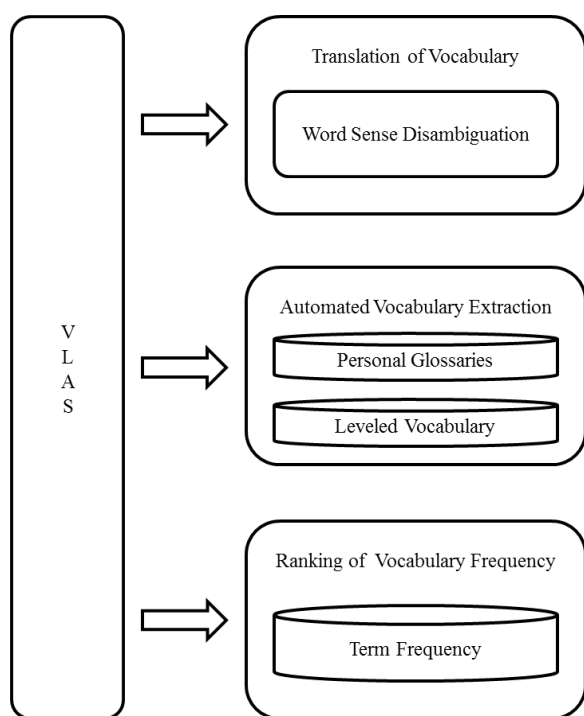 V
L
A
S
Translation of Vocabulary
Word Sense Disambiguation
Automated Vocabulary Extraction
Personal Glossaries
Leveled Vocabulary
Ranking of Vocabulary Frequency
Term Frequency